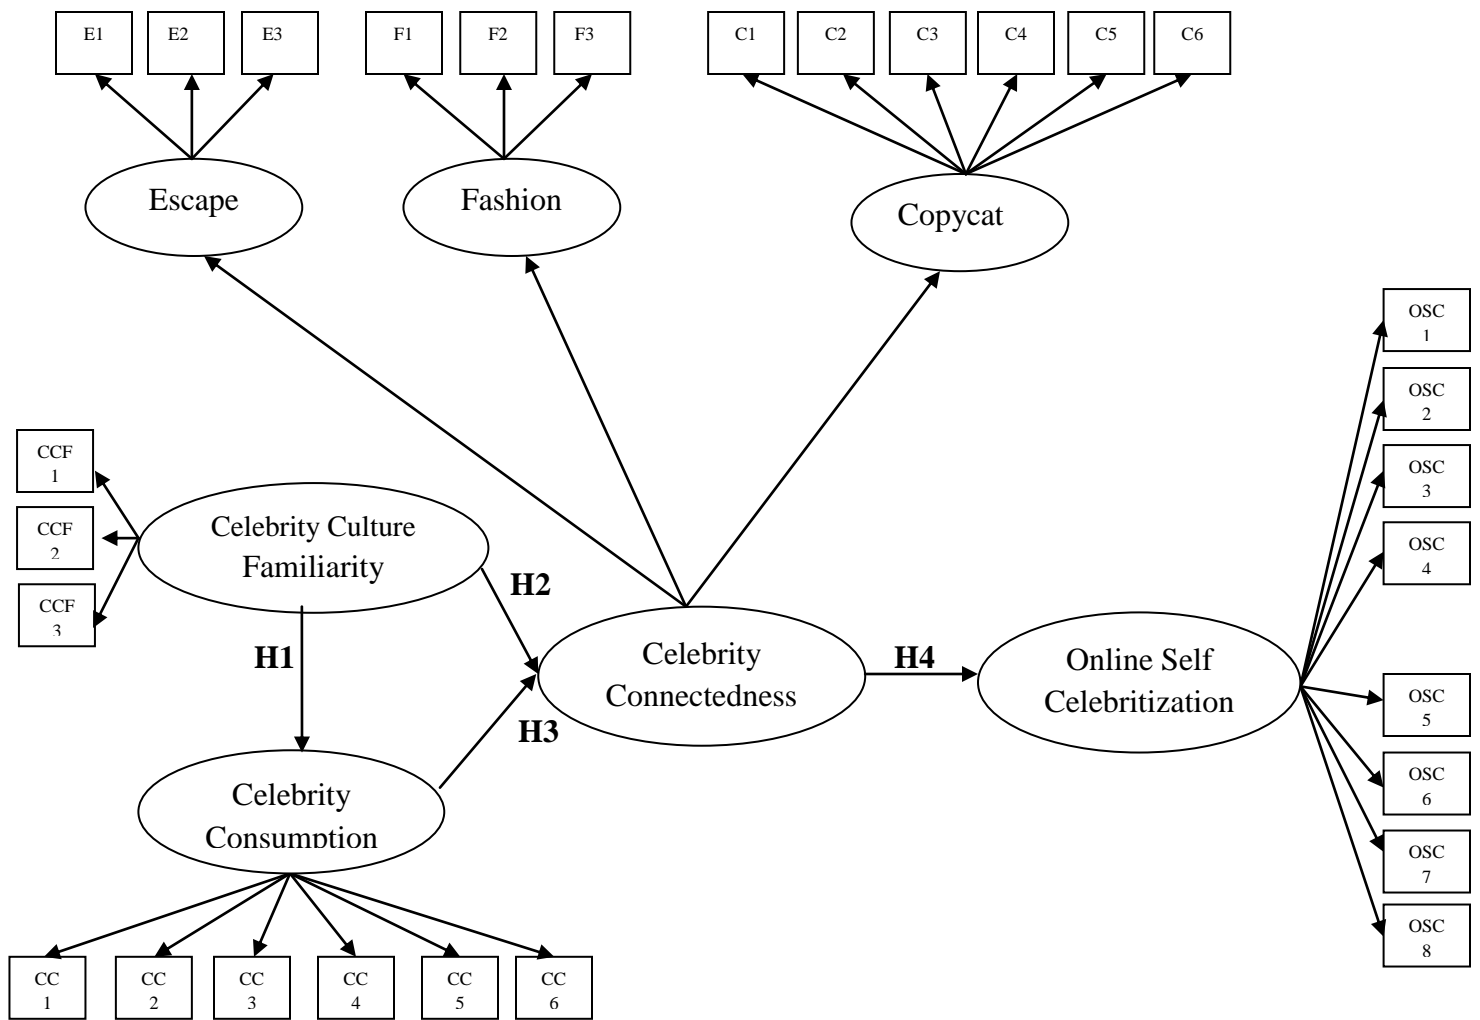 E1
E2
E3
F1
F2
F3
C1
C2
C3
C4
C5
C6
Escape
Fashion
Copycat
OSC
1
OSC
2
OSC
3
OSC
4
CCF
1
CCF
2
CCF
3
Celebrity Culture
Familiarity
H2
H1
Celebrity
Connectedness
H4
Online Self
Celebritization
H3
OSC
5
OSC
6
OSC
7
OSC
8
Celebrity
Consumption
CC
1
CC
2
CC
3
CC
4
CC
5
CC
6